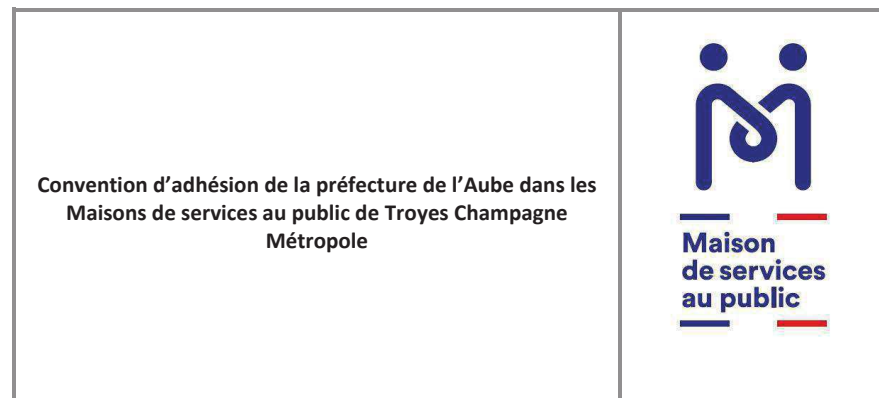 Convention d’adhésion de la préfecture de l’Aube dans les
Maisons de services au public de Troyes Champagne
Métropole
Maison
de services
au public